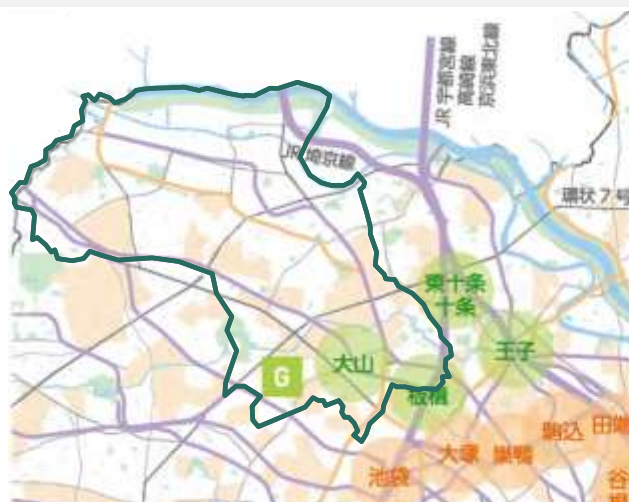 JR宇都宮線
高崎線
京浜東北線
JR埼京線
環状7号
東十条
十条
王子
大山
G
板橋
駒込
田端
大塚
巣鴨
池袋
谷